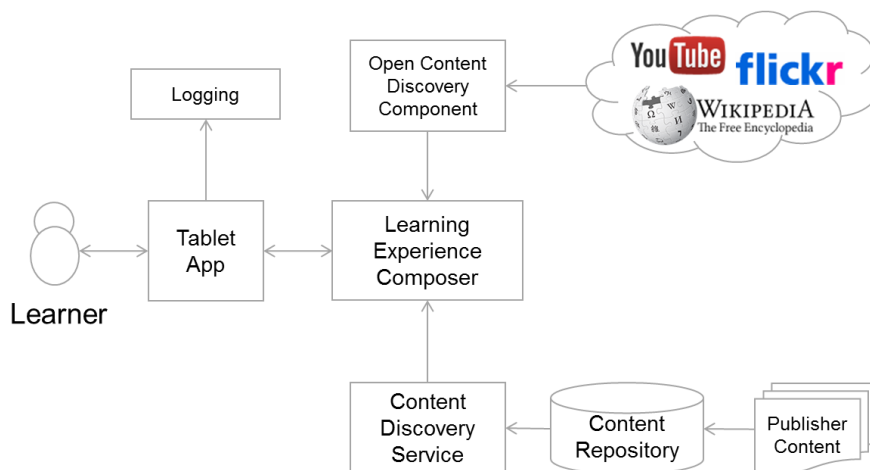 YouTube
flickr
WIKIPEDIA
The Free Encyclopedia
Open Content
Discovery
Component
Logging
Learner
Tablet
App
Learning
Experience
Composer
Content
Discovery
Service
Content
Repository
Publisher
Content